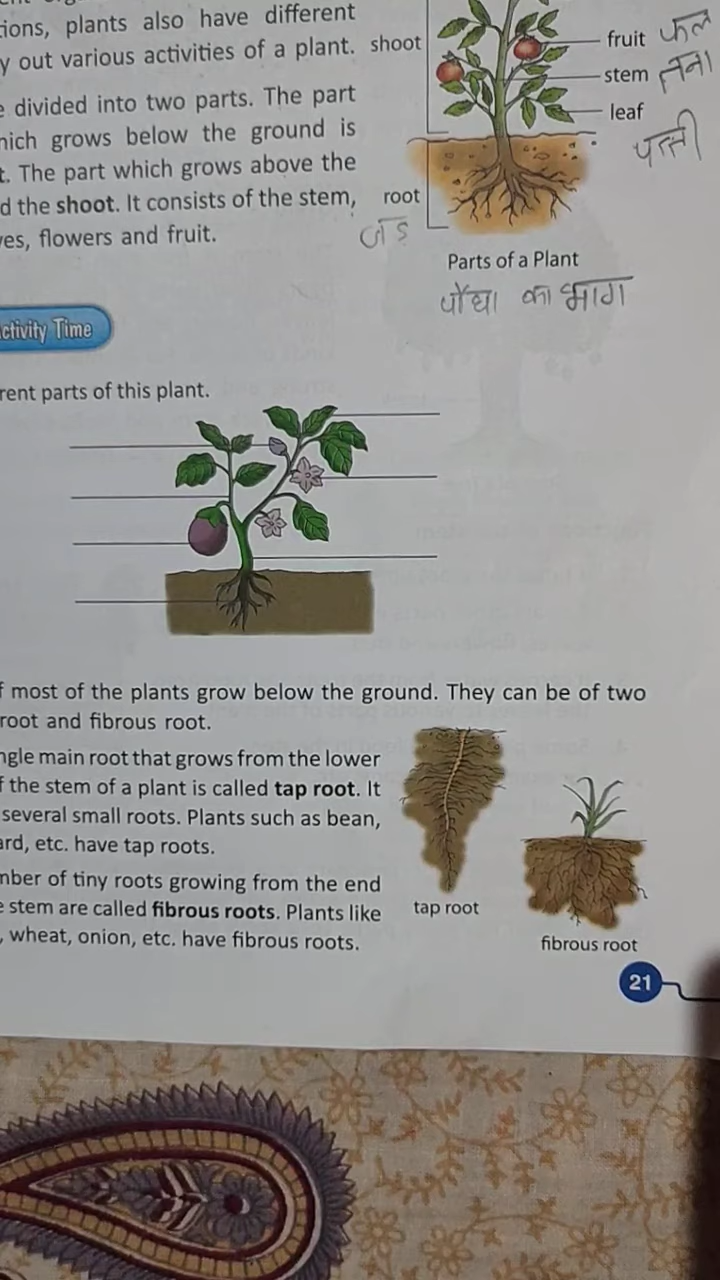 ions, plants also have different
y out various activities of a plant.
shoot
fruit फल
stem तना
leaf
पत्ती
e divided into two parts. The part
hich grows below the ground is
t. The part which grows above the
d the shoot. It consists of the stem,
ves, flowers and fruit.
root
जड
Parts of a Plant
पौधा का भाग
ctivity Time
rent parts of this plant.
f most of the plants grow below the ground. They can be of two
root and fibrous root.
ngle main root that grows from the lower
f the stem of a plant is called tap root. It
several small roots. Plants such as bean,
ard, etc. have tap roots.
mber of tiny roots growing from the end
e stem are called fibrous roots. Plants like
, wheat, onion, etc. have fibrous roots.
tap root
fibrous root
21